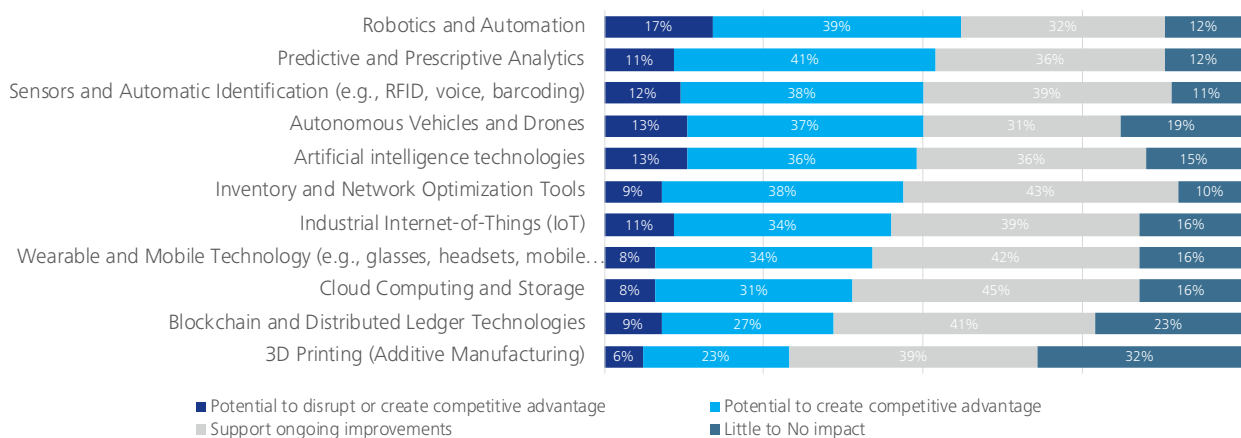 Robotics and Automation 17% 39% 32% 12%
Predictive and Prescriptive Analytics 11% 41% 36% 12%
Sensors and Automatic Identification (e.g., RFID, voice, barcoding) 12% 38% 39% 11%
Autonomous Vehicles and Drones 13% 37% 31% 19%
Artificial intelligence technologies 13% 36% 36% 15%
Inventory and Network Optimization Tools 9% 38% 43% 10%
Industrial Internet-of-Things (IoT) 11% 34% 39% 16%
Wearable and Mobile Technology (e.g., glasses, headsets, mobile… 8% 34% 42% 16%
Cloud Computing and Storage 8% 31% 45% 16%
Blockchain and Distributed Ledger Technologies 9% 27% 41% 23%
3D Printing (Additive Manufacturing) 6% 23% 39% 32%
Potential to disrupt or create competitive advantage Potential to create competitive advantage
Support ongoing improvements Little to No impact